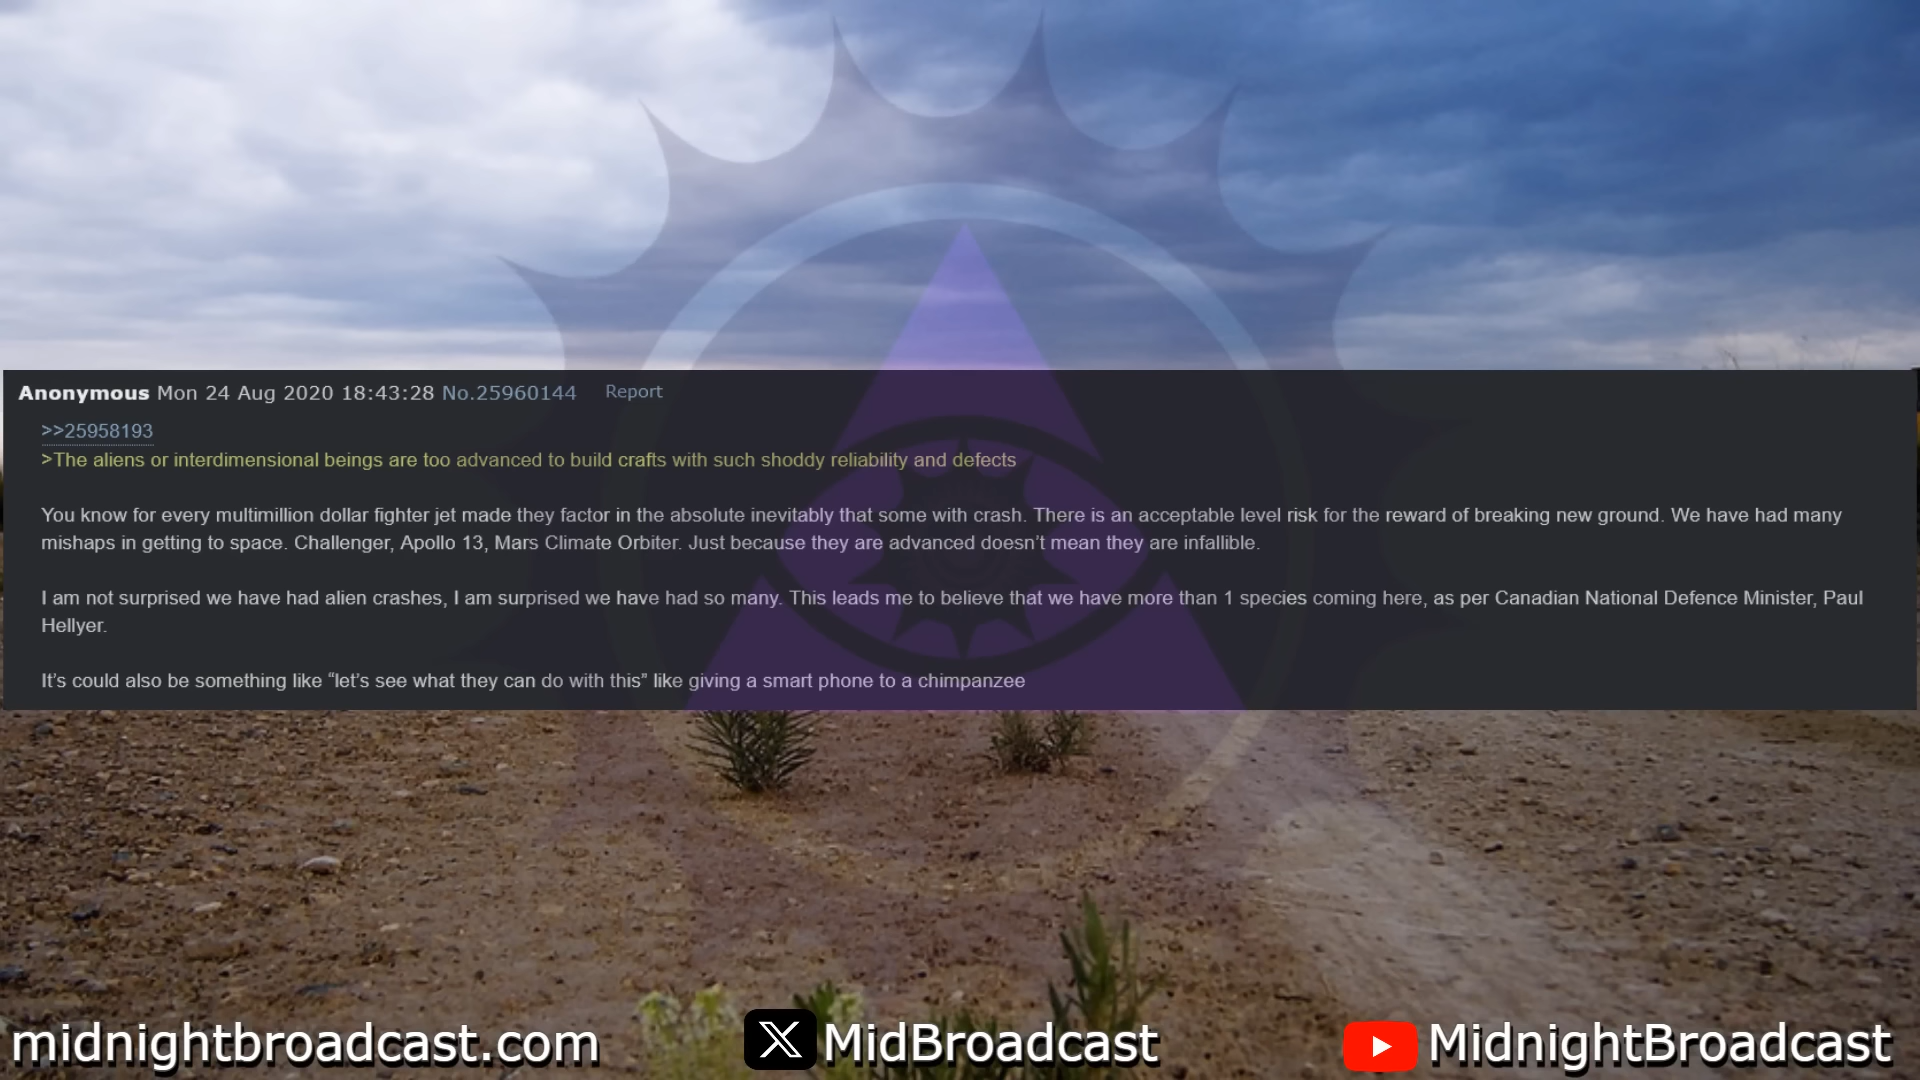 Anonymous Mon 24 Aug 2020 18:43:28 No.25960144 Report
>>25958193
>The aliens or interdimensional beings are too advanced to build crafts with such shoddy reliability and defects
You know for every multimillion dollar fighter jet made they factor in the absolute inevitably that some with crash. There is an acceptable level risk for the reward of breaking new ground. We have had many
mishaps in getting to space. Challenger, Apollo 13, Mars Climate Orbiter. Just because they are advanced doesn’t mean they are infallible.
I am not surprised we have had alien crashes, I am surprised we have had so many. This leads me to believe that we have more than 1 species coming here, as per Canadian National Defence Minister, Paul
Hellyer.
It’s could also be something like “let’s see what they can do with this” like giving a smart phone to a chimpanzee
midnightbroadcast.com MidBroadcast MidnightBroadcast